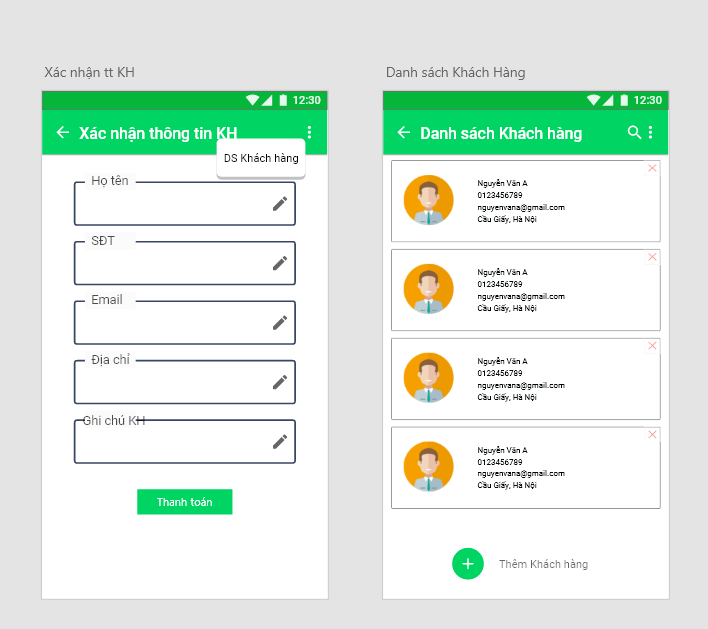 Xác nhận tt KH
12:30
Xác nhận thông tin KH
DS Khách hàng
Họ tên
SĐT
Email
Địa chỉ
Ghi chú KH
Thanh toán
Danh sách Khách Hàng
12:30
Danh sách Khách hàng
Nguyễn Văn A
0123456789
nguyenvana@gmail.com
Cầu Giấy, Hà Nội
Nguyễn Văn A
0123456789
nguyenvana@gmail.com
Cầu Giấy, Hà Nội
Nguyễn Văn A
0123456789
nguyenvana@gmail.com
Cầu Giấy, Hà Nội
Nguyễn Văn A
0123456789
nguyenvana@gmail.com
Cầu Giấy, Hà Nội
Thêm Khách hàng